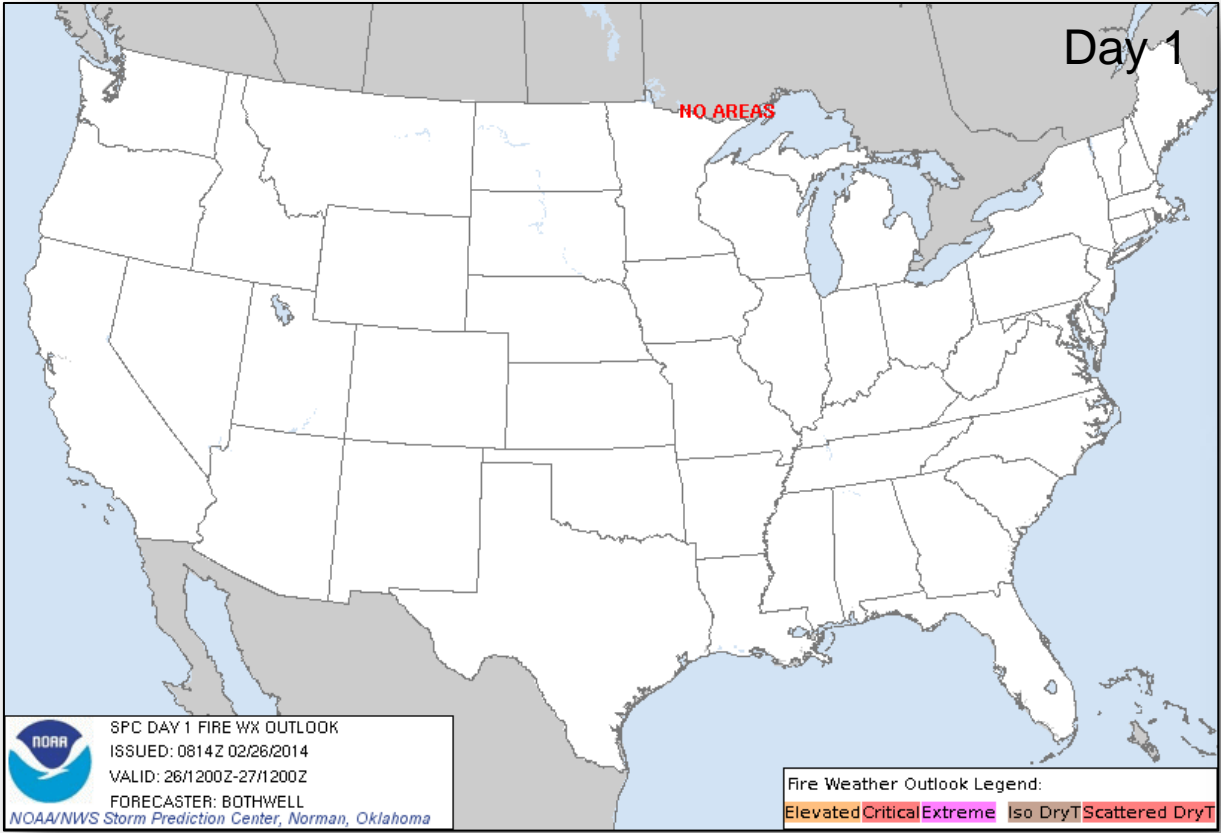 Day 1
NO AREAS
NOAA
SPC DAY 1 FIRE WX OUTLOOK
ISSUED: 0814Z 02/26/2014
VALID: 26/1200Z-27/1200Z
FORECASTER: BOTHWELL
NOAA/NWS Storm Prediction Center, Norman, Oklahoma
Fire Weather Outlook Legend:
Elevated Critical Extreme Iso DryT Scattered DryT